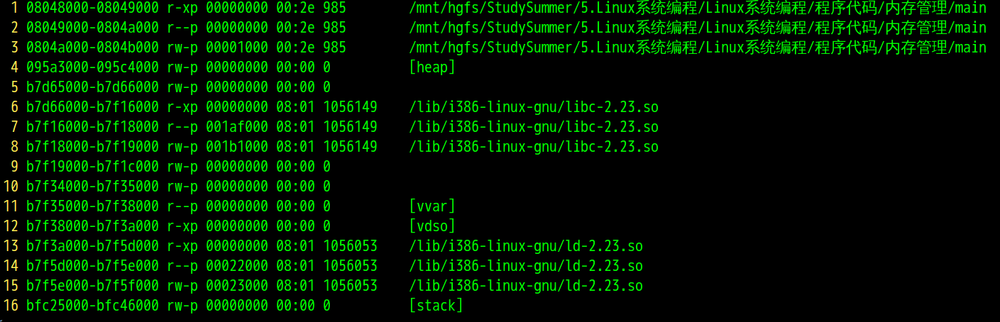 1 08048000-08049000 r-xp 00000000 00:2e 985 /mnt/hgfs/StudySummer/5.Linux系统编程/Linux系统编程/程序代码/内存管理/main
2 08049000-0804a000 r--p 00000000 00:2e 985 /mnt/hgfs/StudySummer/5.Linux系统编程/Linux系统编程/程序代码/内存管理/main
3 0804a000-0804b000 rw-p 00001000 00:2e 985 /mnt/hgfs/StudySummer/5.Linux系统编程/Linux系统编程/程序代码/内存管理/main
4 095a3000-095c4000 rw-p 00000000 00:00 0 [heap]
5 b7d65000-b7d66000 rw-p 00000000 00:00 0
6 b7d66000-b7f16000 r-xp 00000000 08:01 1056149 /lib/i386-linux-gnu/libc-2.23.so
7 b7f16000-b7f18000 r--p 001af000 08:01 1056149 /lib/i386-linux-gnu/libc-2.23.so
8 b7f18000-b7f19000 rw-p 001b1000 08:01 1056149 /lib/i386-linux-gnu/libc-2.23.so
9 b7f19000-b7f1c000 rw-p 00000000 00:00 0
10 b7f34000-b7f35000 rw-p 00000000 00:00 0
11 b7f35000-b7f38000 r--p 00000000 00:00 0 [vvar]
12 b7f38000-b7f3a000 r-xp 00000000 00:00 0 [vdso]
13 b7f3a000-b7f5d000 r-xp 00000000 08:01 1056053 /lib/i386-linux-gnu/ld-2.23.so
14 b7f5d000-b7f5e000 r--p 00022000 08:01 1056053 /lib/i386-linux-gnu/ld-2.23.so
15 b7f5e000-b7f5f000 rw-p 00023000 08:01 1056053 /lib/i386-linux-gnu/ld-2.23.so
16 bfc25000-bfc46000 rw-p 00000000 00:00 0 [stack]